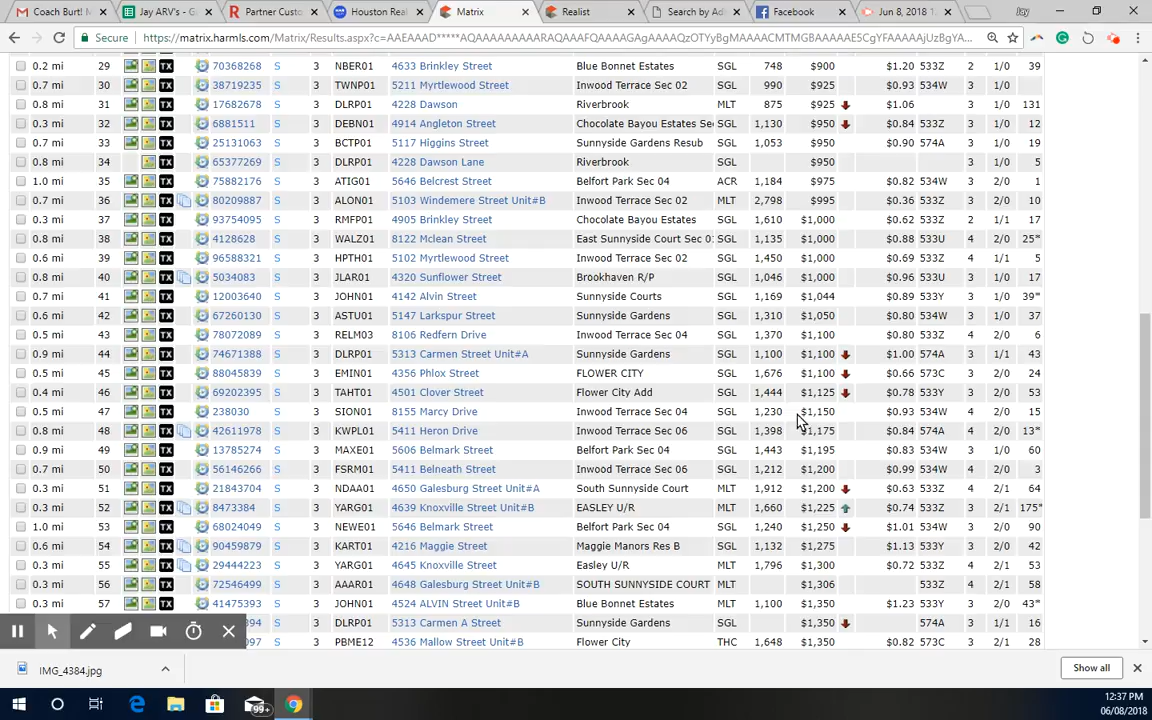 Coach Burt! M
Jay ARV's - G
Partner Custo
Houston Real
Matrix
Realist
Search by Ad
Facebook
Jun 8, 2018 1
Jay
Secure https://matrix.harmls.com/Matrix/Results.aspx?c=AAEAAAD*****AQAAAAAAAAARAQAAAFQAAAAGAgAAAAQzOTYyBgMAAAACMTMGBAAAAAE5CgYFAAAAAjUzBgYA...
0.2 mi 29 TX 70368268 S 3 NBER01 4633 Brinkley Street Blue Bonnet Estates SGL 748 $900 $1.20 533Z 2 1/0 39
0.7 mi 30 TX 38719235 S 3 TWNP01 5211 Myrtlewood Street Inwood Terrace Sec 02 SGL 990 $925 $0.93 534W 3 1/0
0.8 mi 31 TX 17682678 S 3 DLRP01 4228 Dawson Riverbrook MLT 875 $925 $1.06 3 1/0 131
0.3 mi 32 TX 6881511 S 3 DEBN01 4914 Angleton Street Chocolate Bayou Estates Se SGL 1,130 $950 $0.84 533Z 3 1/0 12
0.7 mi 33 TX 25131063 S 3 BCTP01 5117 Higgins Street Sunnyside Gardens Resub SGL 1,053 $950 $0.90 574A 3 1/0 19
0.8 mi 34 TX 65377269 S 3 DLRP01 4228 Dawson Lane Riverbrook SGL $950 3 1/0 5
1.0 mi 35 TX 75882176 S 3 ATIG01 5646 Belcrest Street Belfort Park Sec 04 ACR 1,184 $975 $0.82 534W 3 2/0 1
0.7 mi 36 TX 80209887 S 3 ALON01 5103 Windemere Street Unit#B Inwood Terrace Sec 02 MLT 2,798 $995 $0.36 533Z 3 2/0 10
0.3 mi 37 TX 93754095 S 3 RMFP01 4905 Brinkley Street Chocolate Bayou Estates SGL 1,610 $1,000 $0.62 533Z 2 1/1 17
0.8 mi 38 TX 4128628 S 3 WALZ01 8122 Mclean Street East Sunnyside Court Sec 0 SGL 1,135 $1,000 $0.88 533U 4 2/0 25*
0.6 mi 39 TX 96588321 S 3 HPTH01 5102 Myrtlewood Street Inwood Terrace Sec 02 SGL 1,450 $1,000 $0.69 533Z 4 1/1 5
0.8 mi 40 TX 5034083 S 3 JLAR01 4320 Sunflower Street Brookhaven R/P SGL 1,046 $1,000 $0.96 533U 3 1/0 17
0.7 mi 41 TX 12003640 S 3 JOHN01 4142 Alvin Street Sunnyside Courts SGL 1,169 $1,044 $0.89 533Y 3 1/0 39*
0.6 mi 42 TX 67260130 S 3 ASTU01 5147 Larkspur Street Sunnyside Gardens SGL 1,310 $1,050 $0.80 534W 3 2/0 37
0.5 mi 43 TX 78072089 S 3 RELM03 8106 Redfern Drive Inwood Terrace Sec 04 SGL 1,370 $1,100 $0.80 533Z 4 2/0 6
0.9 mi 44 TX 74671388 S 3 DLRP01 5313 Carmen Street Unit#A Sunnyside Gardens SGL 1,100 $1,100 $1.00 574A 3 1/1 43
0.3 mi 45 TX 88045839 S 3 EMIN01 4356 Phlox Street FLOWER CITY SGL 1,676 $1,100 $0.66 573C 3 2/0 24
0.4 mi 46 TX 69202395 S 3 TAHT01 4501 Clover Street Flower City Add SGL 1,444 $1,125 $0.78 533Y 3 2/0 53
0.5 mi 47 TX 238030 S 3 SION01 8155 Marcy Drive Inwood Terrace Sec 04 SGL 1,230 $1,150 $0.93 534W 4 2/0 15
0.8 mi 48 TX 42611978 S 3 KWPL01 5411 Heron Drive Inwood Terrace Sec 06 SGL 1,398 $1,175 $0.84 574A 4 2/0 13*
0.9 mi 49 TX 13785274 S 3 MAXE01 5606 Belmark Street Belfort Park Sec 04 SGL 1,443 $1,195 $0.83 534W 3 1/0 60
0.7 mi 50 TX 56146266 S 3 FSRM01 5411 Belneath Street Inwood Terrace Sec 06 SGL 1,212 $1,200 $0.99 534W 4 2/0 3
0.3 mi 51 TX 21843704 S 3 NDAA01 4650 Galesburg Street Unit#A South Sunnyside Court MLT 1,912 $1,200 $0.63 533Z 4 2/1 64
0.3 mi 52 TX 8473384 S 3 YARG01 4639 Knoxville Street Unit#B EASLEY U/R MLT 1,660 $1,225 $0.74 533Z 3 2/1 175*
1.0 mi 53 TX 68024049 S 3 NEWE01 5646 Belmark Street Belfort Park Sec 04 SGL 1,240 $1,250 $1.01 534W 3 2/0 90
0.6 mi 54 TX 90459879 S 3 KART01 4216 Maggie Street Maggie Manors Res B SGL 1,132 $1,275 $1.13 533Y 3 2/0 42
0.3 mi 55 TX 29444223 S 3 YARG01 4645 Knoxville Street Easley U/R MLT 1,796 $1,300 $0.72 533Z 3 2/1 53
0.3 mi 56 TX 72546499 S 3 AAAR01 4648 Galesburg Street Unit#B SOUTH SUNNYSIDE COURT MLT $1,306 533Z 4 2/1 58
0.3 mi 57 TX 41475393 S 3 JOHN01 4524 ALVIN Street Unit#B Blue Bonnet Estates MLT 1,100 $1,350 $1.23 533Y 3 2/0 43*
394 S 3 DLRP01 5313 Carmen A Street Sunnyside Gardens SGL $1,350 574A 3 1/1 16
997 S 3 PBME12 4536 Mallow Street Unit#B Flower City THC 1,648 $1,350 $0.82 573C 3 2/1 28
IMG_4384.jpg
Show all
99+
12:37 PM
06/08/2018